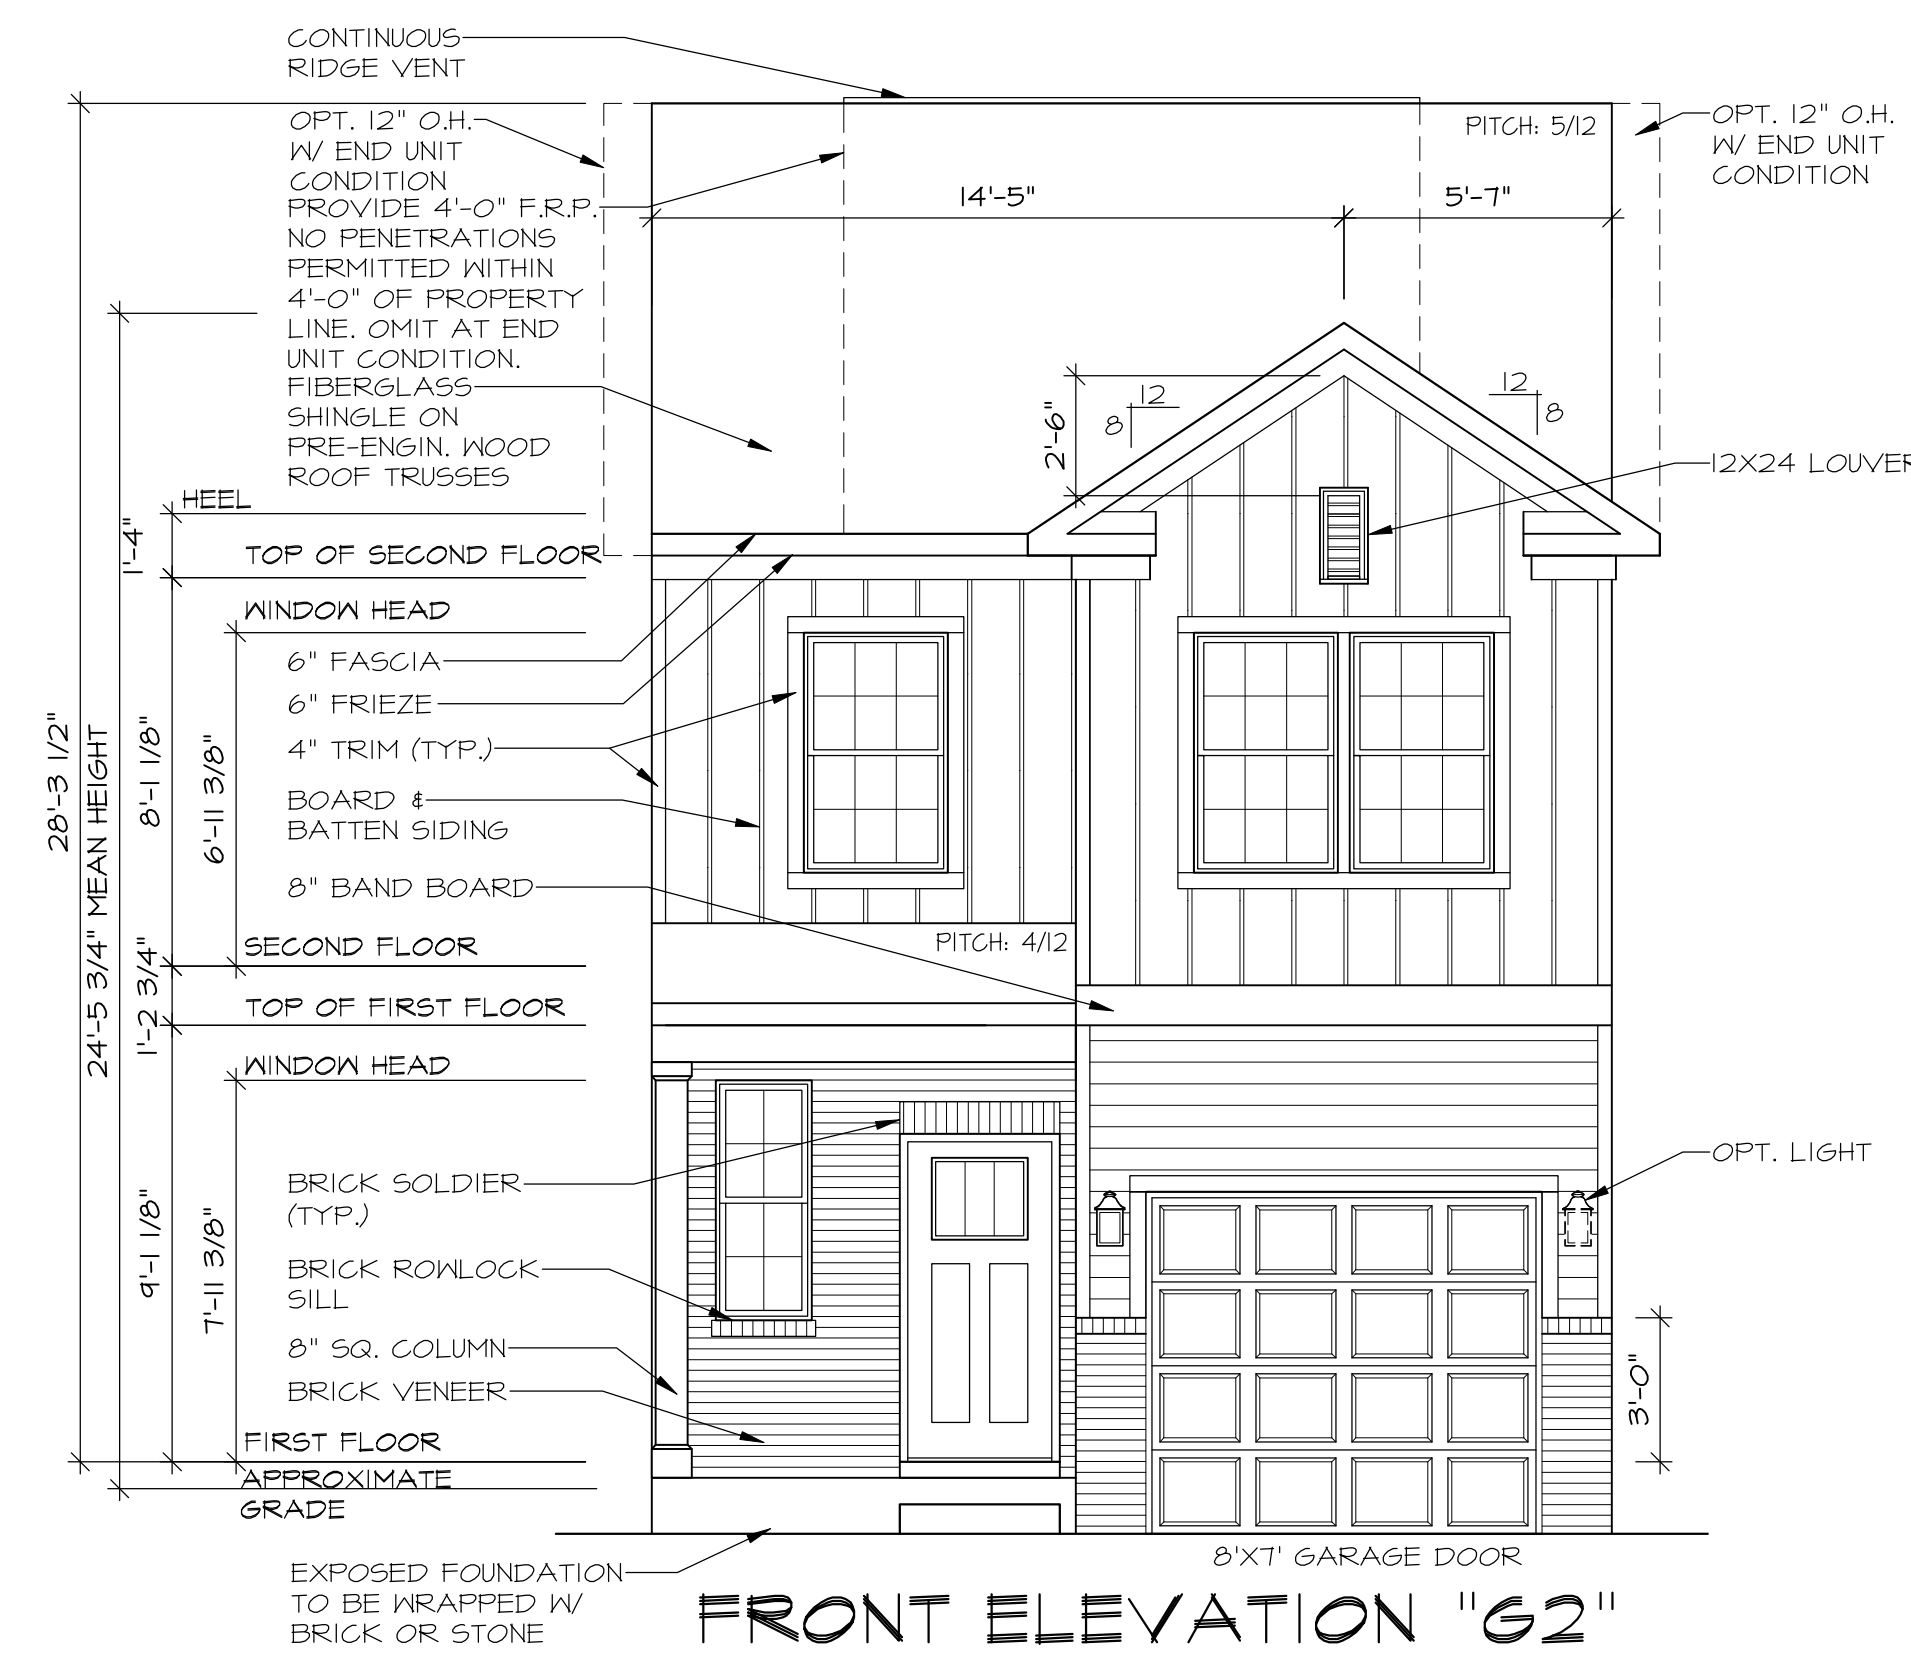 CONTINUOUS
RIDGE VENT
OPT. 12" O.H.
W/ END UNIT
CONDITION
PROVIDE 4'-0" F.R.P.
NO PENETRATIONS
PERMITTED WITHIN
4'-0" OF PROPERTY
LINE. OMIT AT END
UNIT CONDITION.
FIBERGLASS
SHINGLE ON
PRE-ENGIN. WOOD
ROOF TRUSSES
HEEL
TOP OF SECOND FLOOR
WINDOW HEAD
6" FASCIA
6" FRIEZE
4" TRIM (TYP.)
BOARD &
BATTEN SIDING
8" BAND BOARD
SECOND FLOOR
TOP OF FIRST FLOOR
WINDOW HEAD
BRICK SOLDIER
(TYP.)
BRICK ROWLOCK
SILL
8" SQ. COLUMN
BRICK VENEER
FIRST FLOOR
APPROXIMATE
GRADE
EXPOSED FOUNDATION
TO BE WRAPPED W/
BRICK OR STONE
28'-3 1/2"
24'-5 3/4" MEAN HEIGHT
1'-4"
8'-1 1/8"
6'-11 3/8"
1'-2 3/4"
9'-1 1/8"
7'-11 3/8"
PITCH: 5/12
14'-5"
5'-7"
2'-6"
12
8
12
8
PITCH: 4/12
OPT. 12" O.H.
W/ END UNIT
CONDITION
12X24 LOUVER
OPT. LIGHT
3'-0"
8'X7' GARAGE DOOR
FRONT ELEVATION "G2"